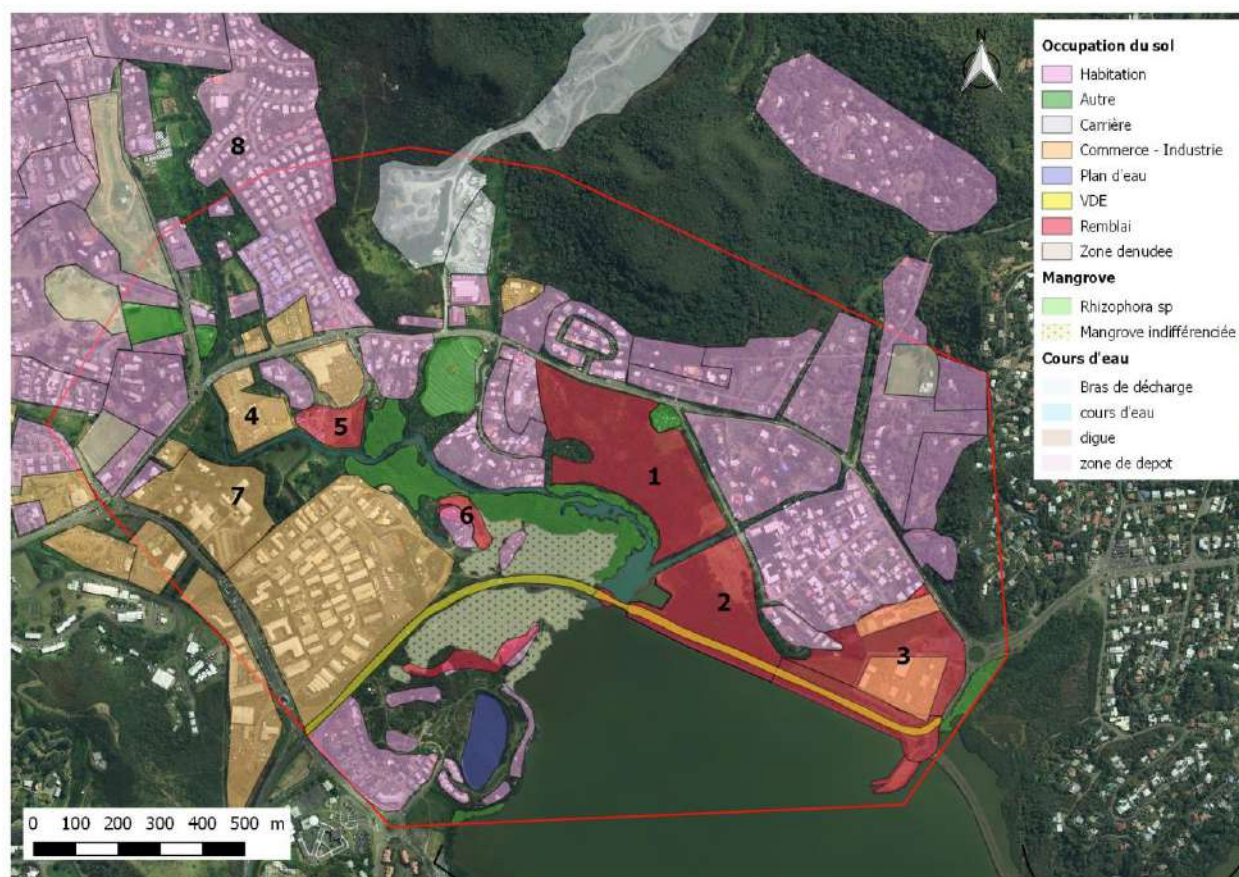 N
Occupation du sol
Habitation
Autre
Carrière
Commerce - Industrie
Plan d'eau
VDE
Remblai
Zone denudee
Mangrove
Rhizophora sp
Mangrove indifférenciée
Cours d'eau
Bras de décharge
cours d'eau
digue
zone de depot
8
4
5
1
7
6
2
3
0 100 200 300 400 500 m